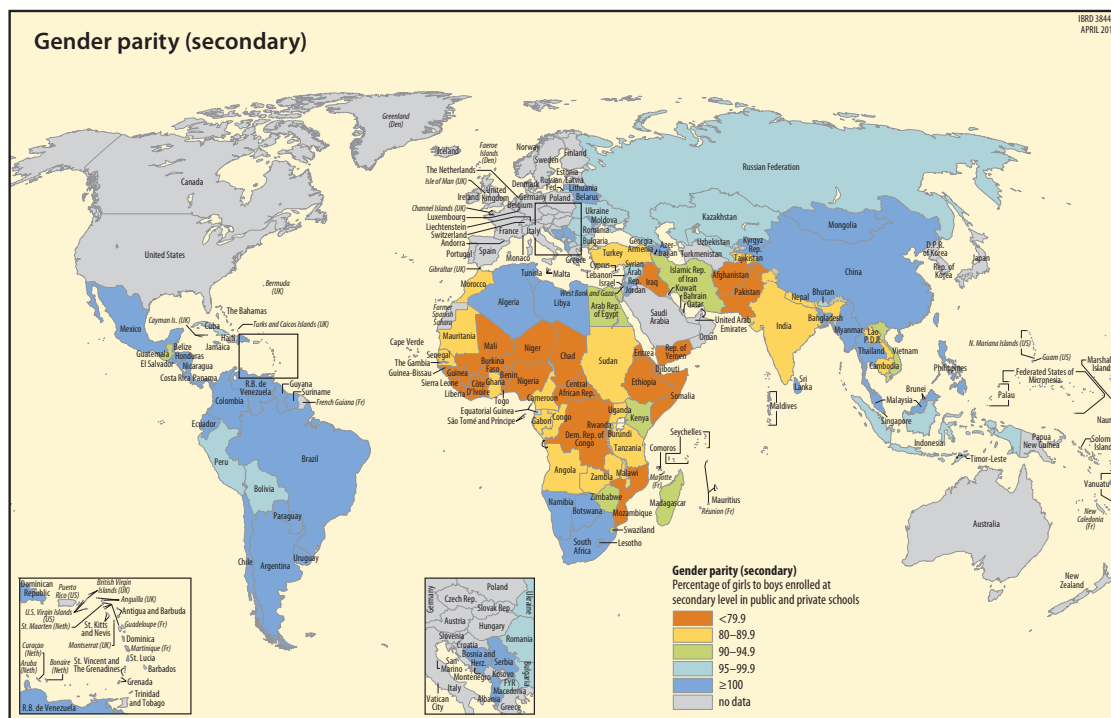 IBRD 3844
APRIL 201
Gender parity (secondary)
Greenland (Den)
Iceland
Faeroe
Islands
(Den)
Norway
Sweden
Finland
Russian Federation
Canada
The Netherlands
Isle of Man (UK)
Estonia
Latvia
Russian
Fed.
Denmark
Lithuania
United
Kingdom
Ireland
Germany
Poland
Belarus
Channel Islands (UK)
Belgium
Luxembourg
Liechtenstein
Switzerland
Andorra
France
Italy
Ukraine
Moldova
Romania
Bulgaria
Kazakhstan
Mongolia
United States
Portugal
Spain
Monaco
Greece
Georgia
Armenia
Azer-
baijan
Turkey
Uzbekistan
Turkmenistan
Kyrgyz
Rep.
Tajikistan
D.P.R.
of Korea
Rep. of
Korea
Japan
China
Gibraltar (UK)
Tunisia
Malta
Cyprus
Lebanon
Israel
Syrian
Arab
Rep.
Jordan
Iraq
Islamic Rep.
of Iran
Afghanistan
Pakistan
Kuwait
Bahrain
Qatar
West Bank and Gaza
Bermuda
(UK)
Morocco
Algeria
Libya
Arab Rep.
of Egypt
Saudi
Arabia
United Arab
Emirates
Oman
Nepal
Bhutan
Bangladesh
India
Myanmar
Lao
P.D.R.
Thailand
Vietnam
Cambodia
Mexico
The Bahamas
Cayman Is. (UK)
Turks and Caicos Islands (UK)
Cuba
Haiti
Jamaica
Belize
Guatemala
Honduras
El Salvador
Nicaragua
Costa Rica
Panama
Former
Spanish
Sahara
Mauritania
Mali
Niger
Chad
Sudan
Eritrea
Rep. of
Yemen
Djibouti
Cape Verde
Senegal
The Gambia
Guinea-Bissau
Guinea
Sierra Leone
Liberia
Burkina
Faso
Côte
D'Ivoire
Ghana
Togo
Benin
Nigeria
Cameroon
Central
African Rep.
Ethiopia
Somalia
N. Mariana Islands (US)
Guam (US)
Philippines
Federated States of
Micronesia
Marshal
Islands
Palau
Nauru
R.B. de
Venezuela
Guyana
Suriname
French Guiana (Fr)
Colombia
Ecuador
Peru
Brazil
Bolivia
Paraguay
Chile
Argentina
Uruguay
Equatorial Guinea
São Tomé and Príncipe
Gabon
Congo
Dem. Rep. of
Congo
Uganda
Rwanda
Burundi
Kenya
Tanzania
Seychelles
Comoros
Mayotte
(Fr)
Maldives
Sri
Lanka
Brunei
Malaysia
Singapore
Indonesia
Timor-Leste
Papua
New Guinea
Solomon
Islands
Vanuatu
New
Caledonia
(Fr)
Angola
Zambia
Malawi
Zimbabwe
Mozambique
Madagascar
Mauritius
Réunion (Fr)
Namibia
Botswana
Swaziland
South
Africa
Lesotho
Australia
New
Zealand
Dominican
Republic
Puerto
Rico (US)
British Virgin
Islands (UK)
Anguilla (UK)
U.S. Virgin Islands
(US)
St. Maarten (Neth)
St. Kitts
and Nevis
Antigua and Barbuda
Guadeloupe (Fr)
Montserrat (UK)
Dominica
Martinique (Fr)
St. Lucia
Barbados
Curaçao
(Neth)
Aruba
(Neth)
Bonaire
(Neth)
St. Vincent and The
Grenadines
Grenada
Trinidad
and Tobago
R.B. de Venezuela
Germany
Poland
Czech Rep.
Slovak Rep.
Ukraine
Austria
Hungary
Slovenia
Croatia
Romania
San
Marino
Bosnia and
Herz.
Serbia
Montenegro
Kosovo
Bulgaria
Italy
FYR
Macedonia
Vatican
City
Albania
Greece
Gender parity (secondary)
Percentage of girls to boys enrolled at
secondary level in public and private schools
<79.9
80–89.9
90–94.9
95–99.9
≥100
no data